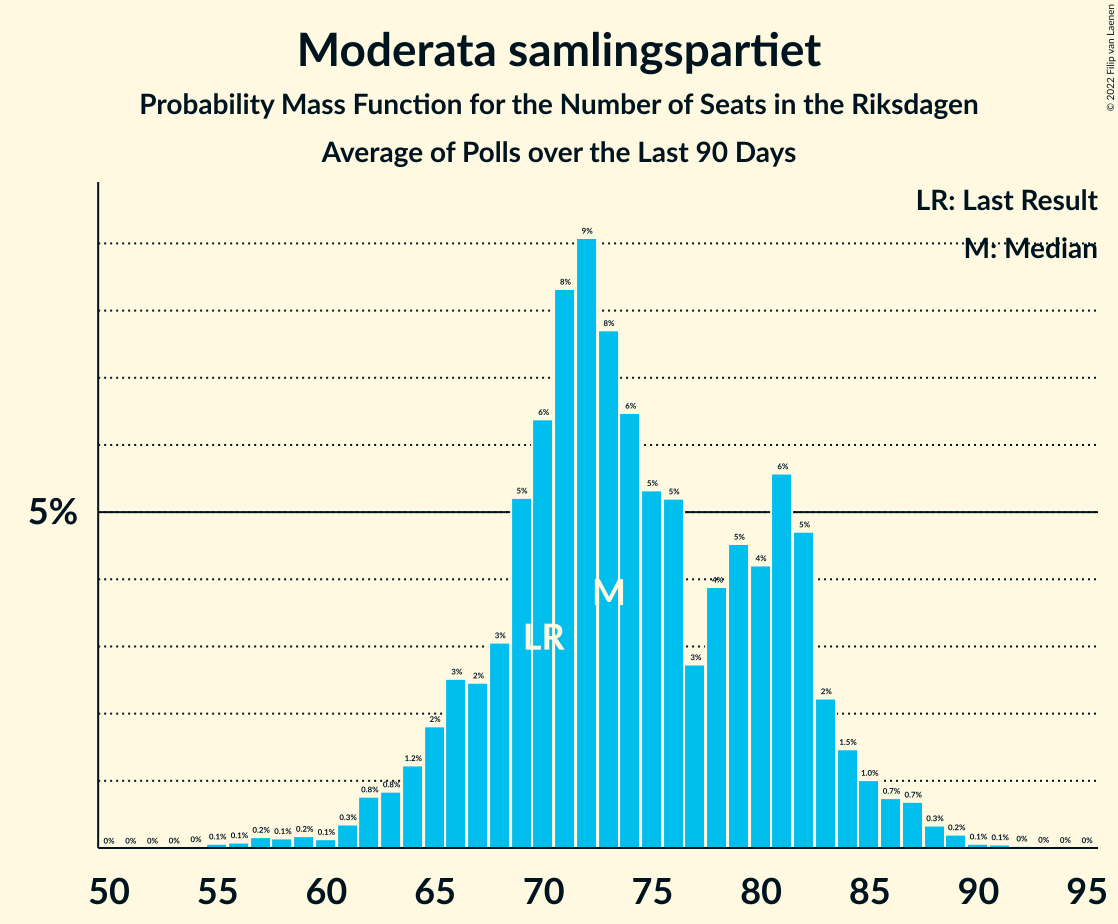 Moderata samlingspartiet
Probability Mass Function for the Number of Seats in the Riksdagen
Average of Polls over the Last 90 Days
© 2022 Filip van Laenen
LR: Last Result
M: Median
5%
0% 0% 0% 0% 0% 0.1% 0.1% 0.2% 0.1% 0.2% 0.1% 0.3% 0.8% 0.8% 1.2% 2% 3% 2% 3% 5% 6% 8% 9% 8% 6% 5% 5% 3% 4% 5% 4% 6% 5% 2% 1.5% 1.0% 0.7% 0.7% 0.3% 0.2% 0.1% 0.1% 0% 0% 0% 0%
M
LR
50 55 60 65 70 75 80 85 90 95